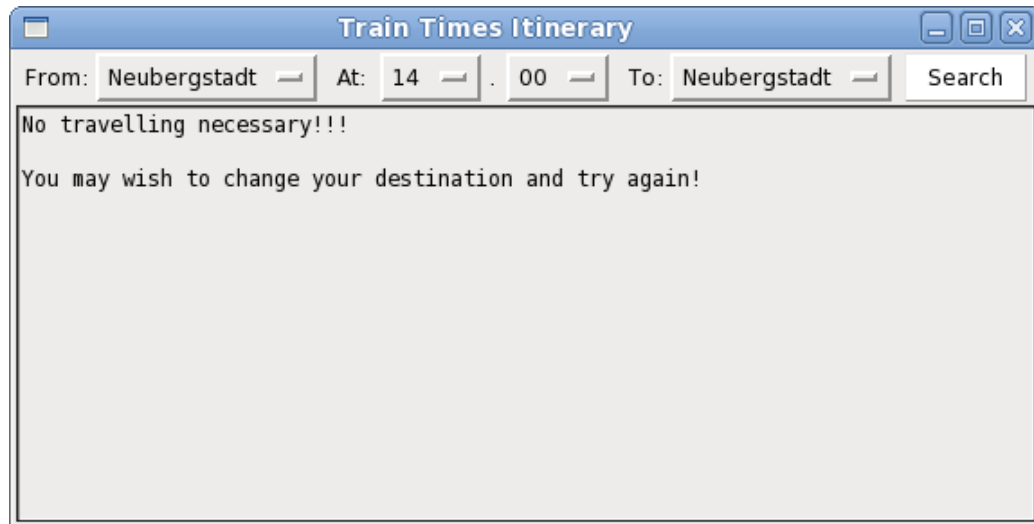 Train Times Itinerary
From: Neubergstadt At: 14 . 00 To: Neubergstadt Search
No travelling necessary!!!
You may wish to change your destination and try again!